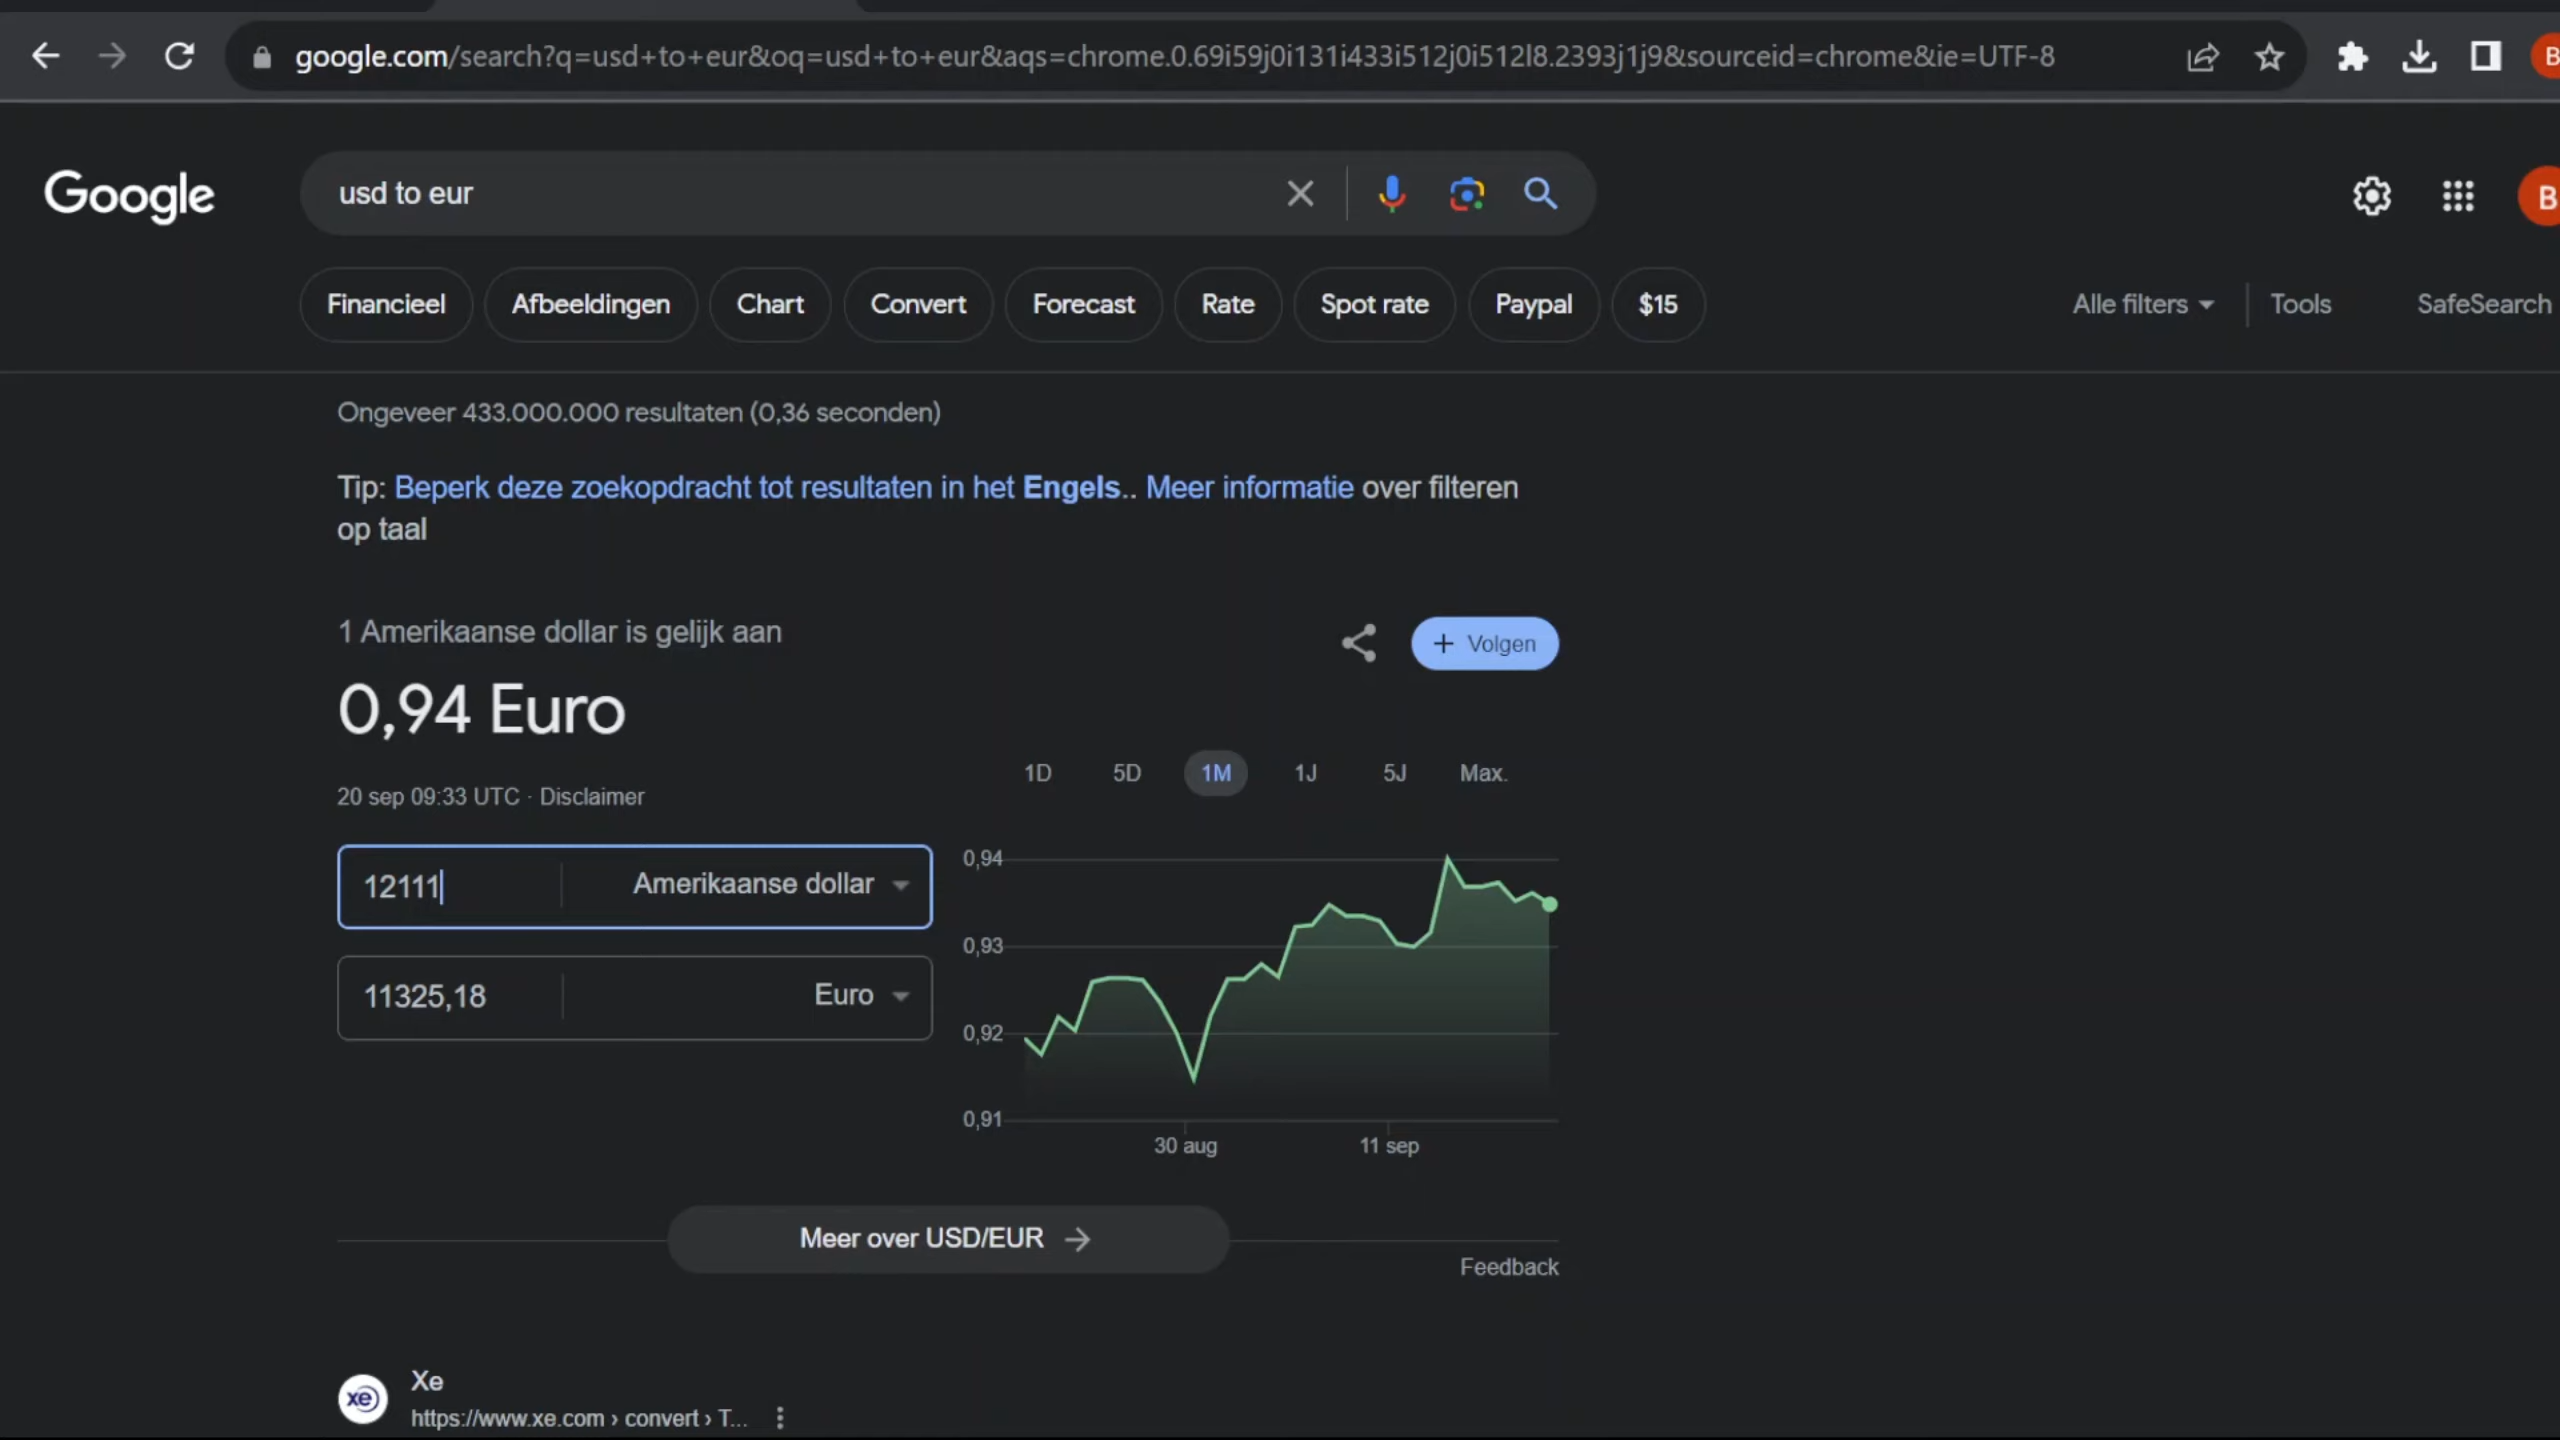 google.com/search?q=usd+to+eur&oq=usd+to+eur&aqs=chrome.0.69i59j0i131i433i512j0i512l8.2393j1j9&sourceid=chrome&ie=UTF-8
B
Google
usd to eur
B
Financieel
Afbeeldingen
Chart
Convert
Forecast
Rate
Spot rate
Paypal
$15
Alle filters
Tools
SafeSearch
Ongeveer 433.000.000 resultaten (0,36 seconden)
Tip: Beperk deze zoekopdracht tot resultaten in het Engels.. Meer informatie over filteren
op taal
1 Amerikaanse dollar is gelijk aan
+ Volgen
0,94 Euro
1D
5D
1M
1J
5J
Max.
20 sep 09:33 UTC · Disclaimer
12111
Amerikaanse dollar
11325,18
Euro
0,94
0,93
0,92
0,91
30 aug
11 sep
Meer over USD/EUR
Feedback
xe
Xe
https://www.xe.com › convert › T...